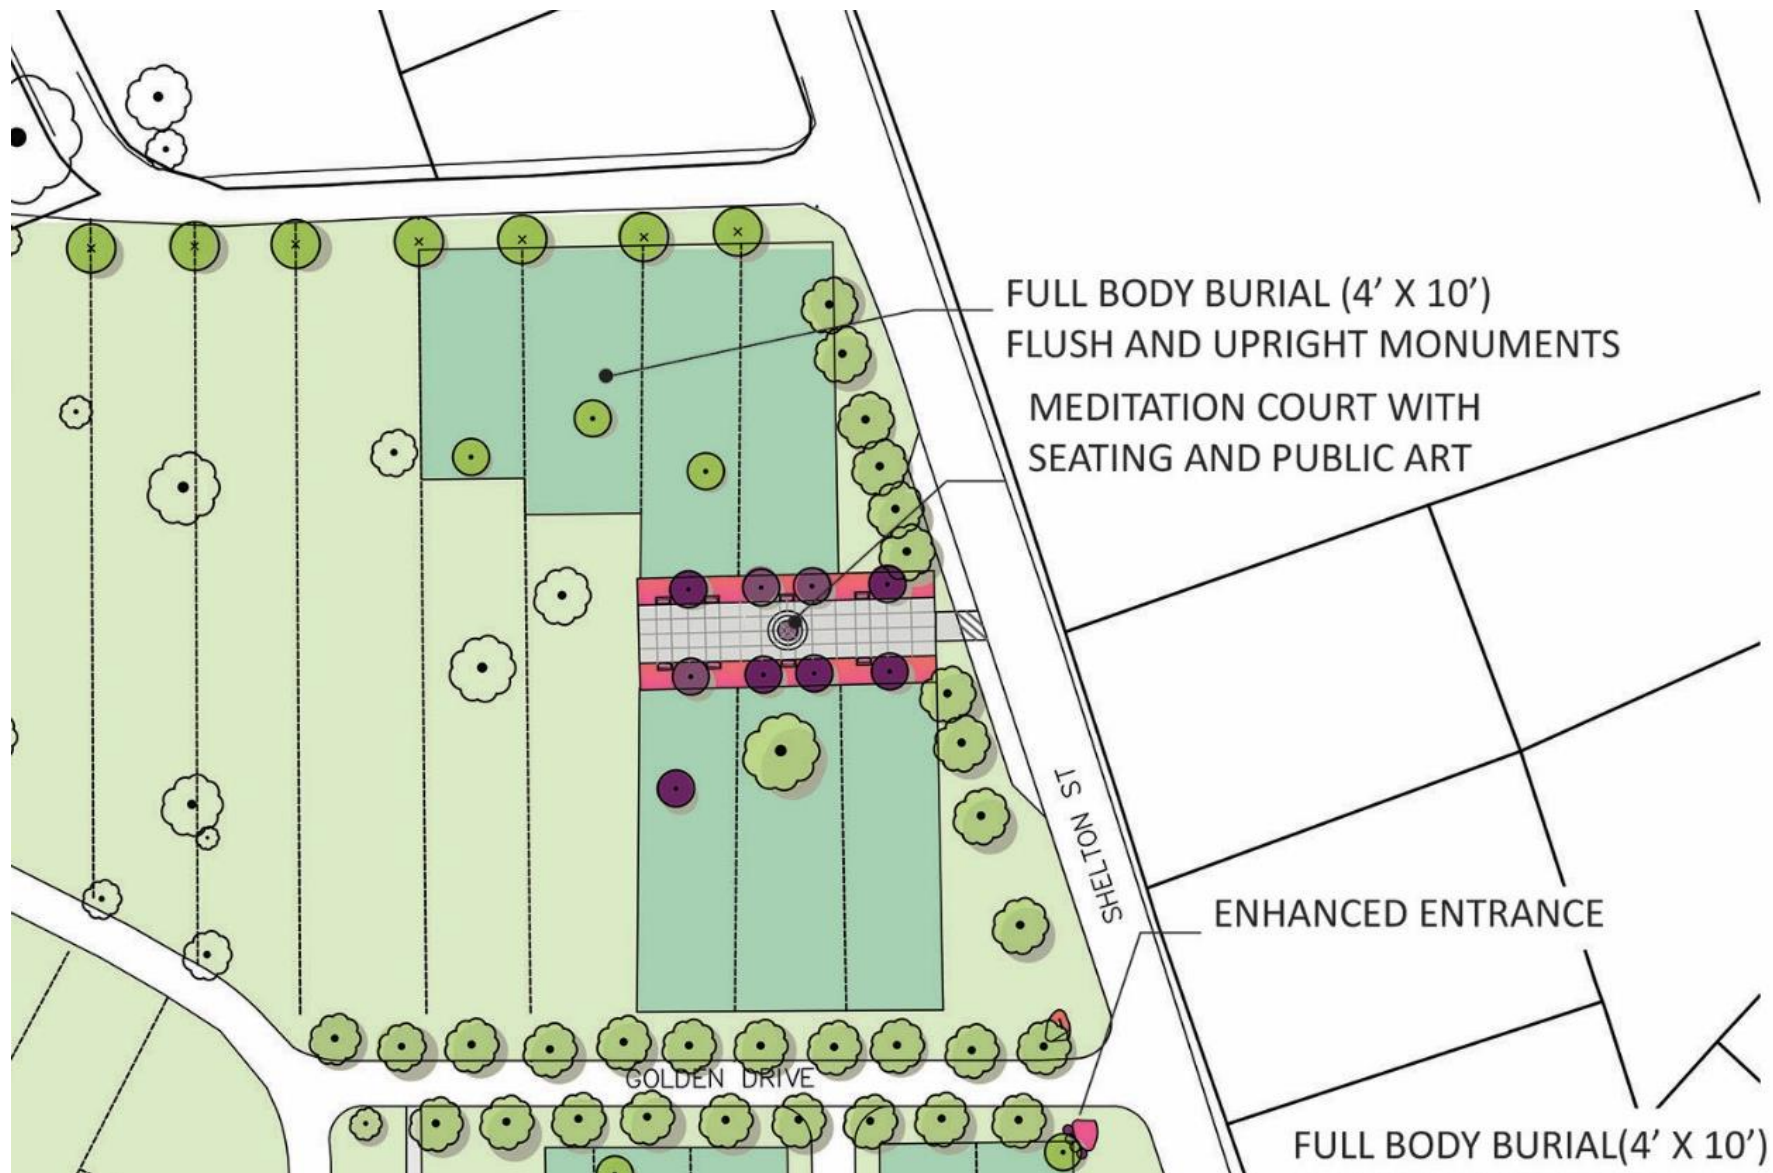 FULL BODY BURIAL (4' X 10')
FLUSH AND UPRIGHT MONUMENTS
MEDITATION COURT WITH
SEATING AND PUBLIC ART
SHELTON ST
ENHANCED ENTRANCE
GOLDEN DRIVE
FULL BODY BURIAL(4' X 10')